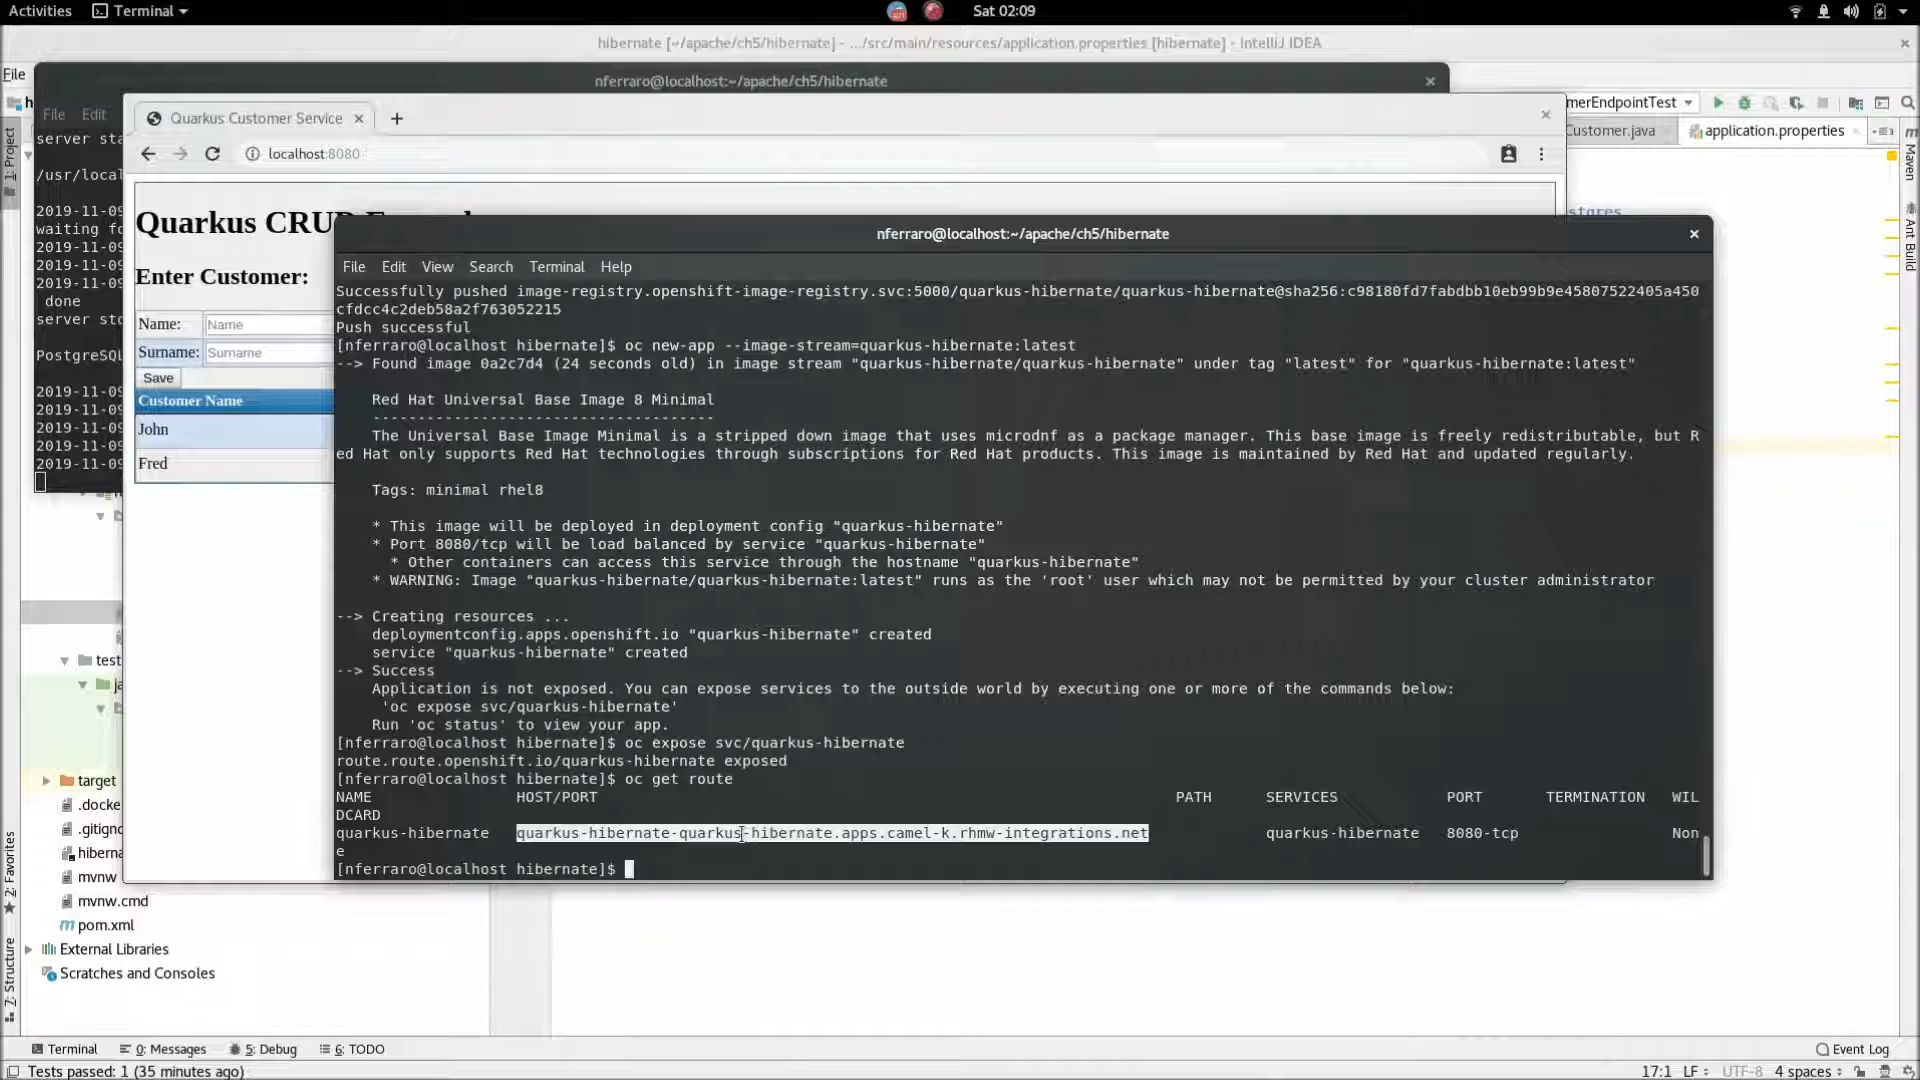 Activities
Terminal
Sat 02:09
hibernate [~/apache/ch5/hibernate] - .../src/main/resources/application.properties [hibernate] - IntelliJ IDEA
File
nferraro@localhost:~/apache/ch5/hibernate
File Edit
Quarkus Customer Service
localhost:8080
merEndpointTest
Customer.java
application.properties
1: Project
Maven
Ant Build
server sta
/usr/local
2019-11-09
waiting fo
2019-11-09
2019-11-09
2019-11-09
done
server sto
PostgreSQL
2019-11-09
2019-11-09
2019-11-09
2019-11-09
2019-11-09
Enter Customer:
Name: Name
Surname: Surname
Save
Customer Name
John
Fred
nferraro@localhost:~/apache/ch5/hibernate
File Edit View Search Terminal Help
Successfully pushed image-registry.openshift-image-registry.svc:5000/quarkus-hibernate/quarkus-hibernate@sha256:c98180fd7fabdbb10eb99b9e45807522405a450
cfdcc4c2deb58a2f763052215
Push successful
[nferraro@localhost hibernate]$ oc new-app --image-stream=quarkus-hibernate:latest
--> Found image 0a2c7d4 (24 seconds old) in image stream "quarkus-hibernate/quarkus-hibernate" under tag "latest" for "quarkus-hibernate:latest"
Red Hat Universal Base Image 8 Minimal
--------------------------------------
The Universal Base Image Minimal is a stripped down image that uses microdnf as a package manager. This base image is freely redistributable, but R
ed Hat only supports Red Hat technologies through subscriptions for Red Hat products. This image is maintained by Red Hat and updated regularly.
Tags: minimal rhel8
* This image will be deployed in deployment config "quarkus-hibernate"
* Port 8080/tcp will be load balanced by service "quarkus-hibernate"
* Other containers can access this service through the hostname "quarkus-hibernate"
* WARNING: Image "quarkus-hibernate/quarkus-hibernate:latest" runs as the 'root' user which may not be permitted by your cluster administrator
--> Creating resources ...
deploymentconfig.apps.openshift.io "quarkus-hibernate" created
service "quarkus-hibernate" created
--> Success
Application is not exposed. You can expose services to the outside world by executing one or more of the commands below:
'oc expose svc/quarkus-hibernate'
Run 'oc status' to view your app.
[nferraro@localhost hibernate]$ oc expose svc/quarkus-hibernate
route.route.openshift.io/quarkus-hibernate exposed
[nferraro@localhost hibernate]$ oc get route
NAME HOST/PORT PATH SERVICES PORT TERMINATION WIL
DCARD
quarkus-hibernate quarkus-hibernate-quarkus-hibernate.apps.camel-k.rhmw-integrations.net quarkus-hibernate 8080-tcp Non
e
[nferraro@localhost hibernate]$
test
target
.docke
.gitigno
hiberna
mvnw
mvnw.cmd
pom.xml
External Libraries
Scratches and Consoles
2: Favorites
7: Structure
Terminal 0: Messages 5: Debug 6: TODO
Event Log
Tests passed: 1 (35 minutes ago)
17:1 LF UTF-8 4 spaces